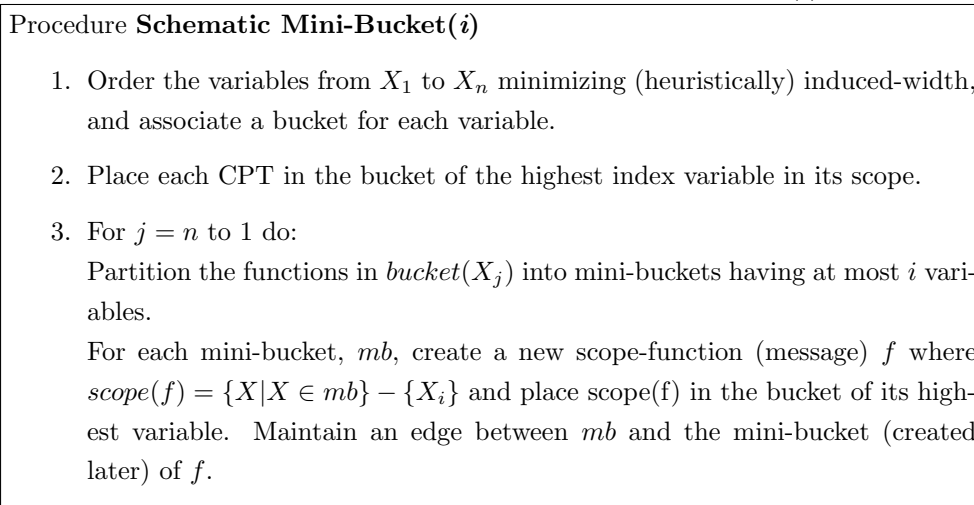 Procedure Schematic Mini-Bucket(i)
1. Order the variables from X₁ to Xₙ minimizing (heuristically) induced-width,
and associate a bucket for each variable.
2. Place each CPT in the bucket of the highest index variable in its scope.
3. For j = n to 1 do:
Partition the functions in bucket(Xⱼ) into mini-buckets having at most i vari-
ables.
For each mini-bucket, mb, create a new scope-function (message) f where
scope(f) = {X|X ∈ mb} − {Xᵢ} and place scope(f) in the bucket of its high-
est variable. Maintain an edge between mb and the mini-bucket (created
later) of f.